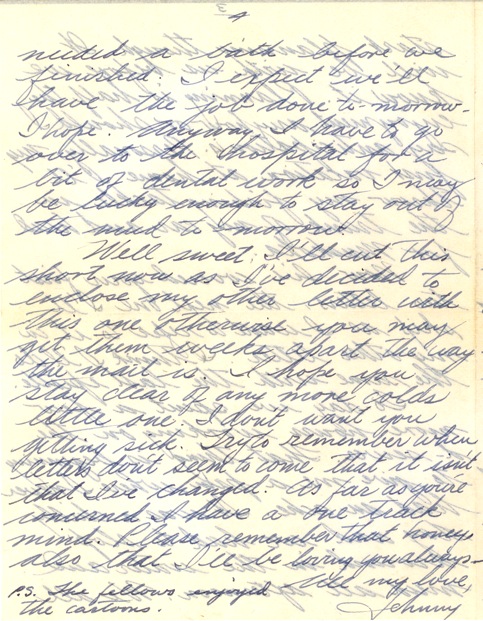 4
needed a bath before we
finished. I expect we'll
have the job done to-morrow-
I hope. Anyway I have to go
over to the hospital for a
bit of dental work so I may
be lucky enough to stay out of
the mud to-morrow.
Well sweet, I'll cut this
short now as I've decided to
enclose my other letter with
this one otherwise you may
get them weeks apart the way
the mail is. I hope you
stay clear of any more colds
little one I don't want you
getting sick. Try to remember when
letters don't seem to come that it isn't
that I've changed. As far as you're
concerned I have a one track
mind. Please remember that honey,
also that I'll be loving you always-
All my love,
Johnny
P.S. The fellows enjoyed
the cartoons.